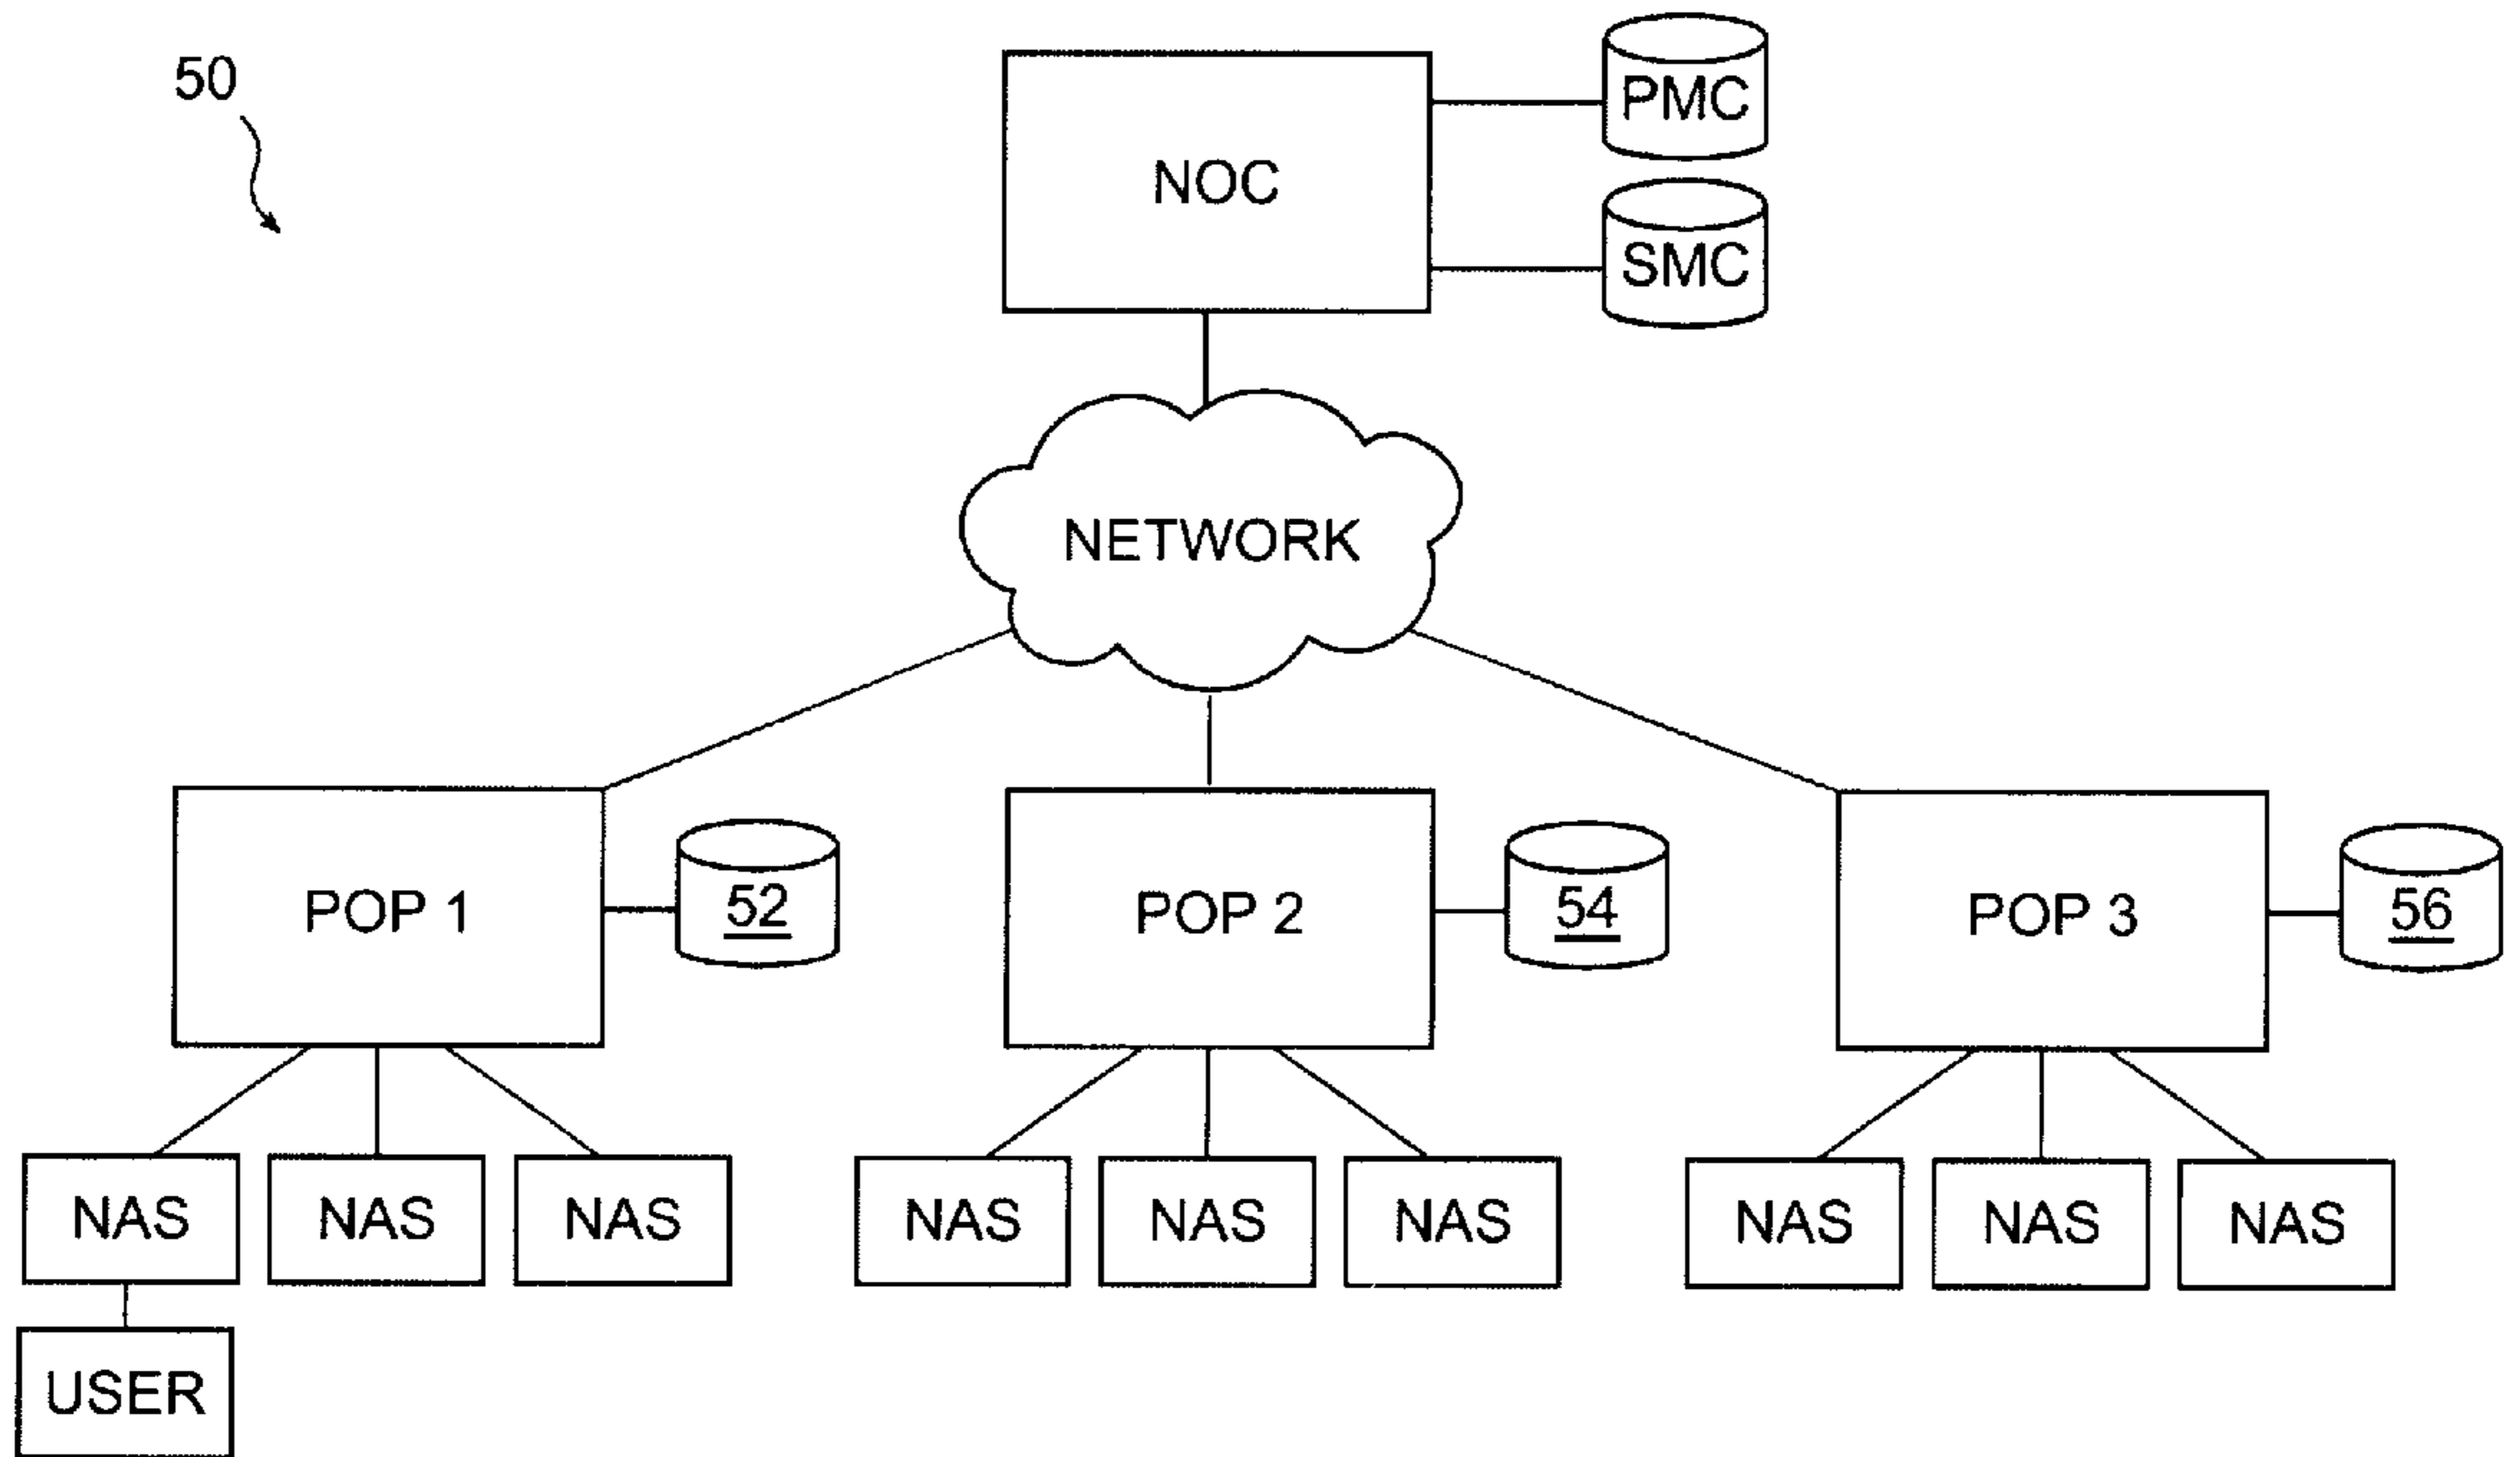 50
PMC
NOC
SMC
NETWORK
POP 1
52
POP 2
54
POP 3
56
NAS
NAS
NAS
NAS
NAS
NAS
NAS
NAS
NAS
USER